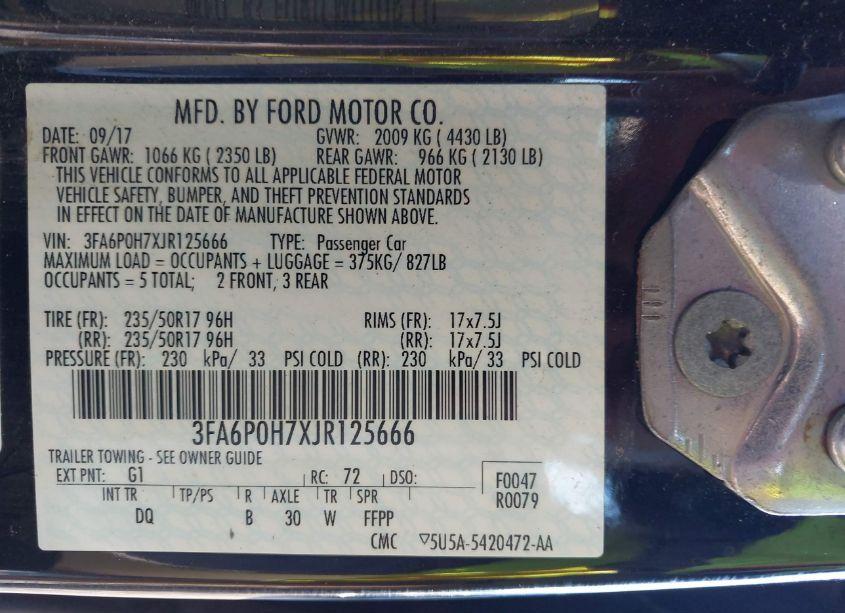 MFD. BY FORD MOTOR CO.
DATE: 09/17 GVWR: 2009 KG ( 4430 LB)
FRONT GAWR: 1066 KG ( 2350 LB) REAR GAWR: 966 KG ( 2130 LB)
THIS VEHICLE CONFORMS TO ALL APPLICABLE FEDERAL MOTOR
VEHICLE SAFETY, BUMPER, AND THEFT PREVENTION STANDARDS
IN EFFECT ON THE DATE OF MANUFACTURE SHOWN ABOVE.
VIN: 3FA6P0H7XJR125666 TYPE: Passenger Car
MAXIMUM LOAD = OCCUPANTS + LUGGAGE = 375KG/ 827LB
OCCUPANTS = 5 TOTAL; 2 FRONT, 3 REAR
TIRE (FR): 235/50R17 96H RIMS (FR): 17x7.5J
(RR): 235/50R17 96H (RR): 17x7.5J
PRESSURE (FR): 230 kPa/ 33 PSI COLD (RR): 230 kPa/ 33 PSI COLD
3FA6P0H7XJR125666
TRAILER TOWING - SEE OWNER GUIDE
EXT PNT: G1 RC: 72 DSO: F0047
R0079
INT TR TP/PS R AXLE TR SPR
DQ B 30 W FFPP
CMC ▽5U5A-5420472-AA